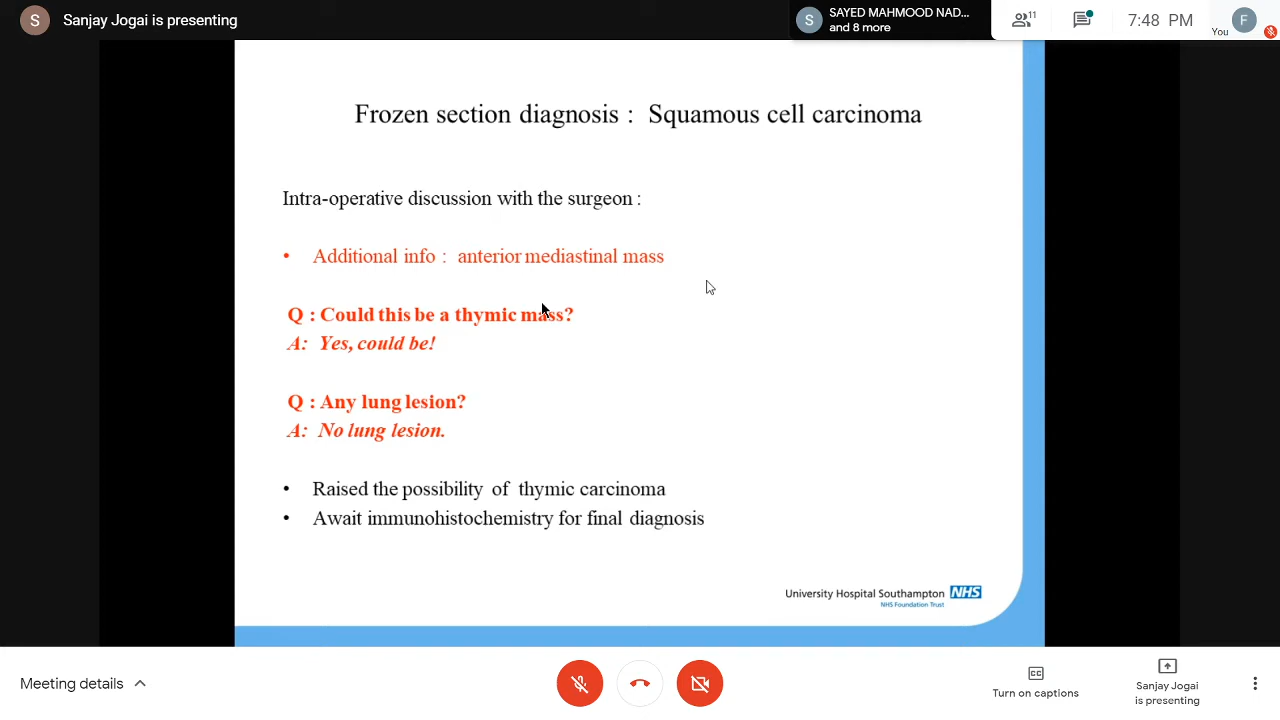 S Sanjay Jogai is presenting
S SAYED MAHMOOD NAD...
and 8 more
11
7:48 PM
You F
Frozen section diagnosis : Squamous cell carcinoma
Intra-operative discussion with the surgeon :
• Additional info : anterior mediastinal mass
Q : Could this be a thymic mass?
A: Yes, could be!
Q : Any lung lesion?
A: No lung lesion.
• Raised the possibility of thymic carcinoma
• Await immunohistochemistry for final diagnosis
University Hospital Southampton NHS
NHS Foundation Trust
Meeting details
CC
Turn on captions
Sanjay Jogai
is presenting